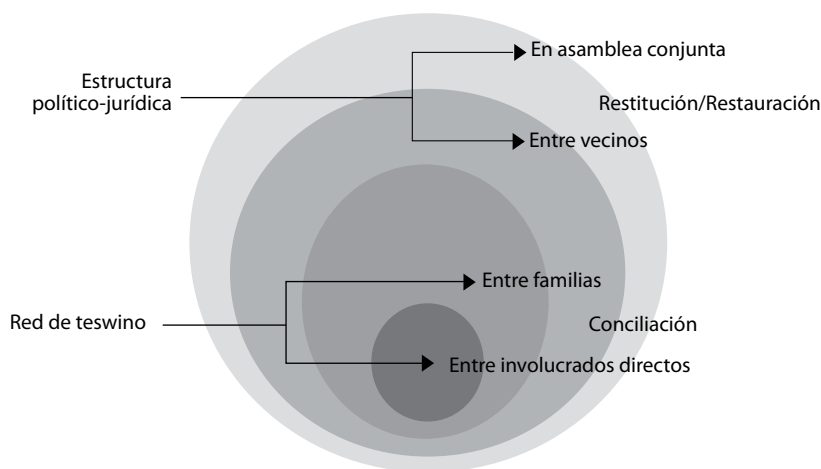 En asamblea conjunta
Estructura
político-jurídica
Restitución/Restauración
Entre vecinos
Entre familias
Red de teswino
Conciliación
Entre involucrados directos